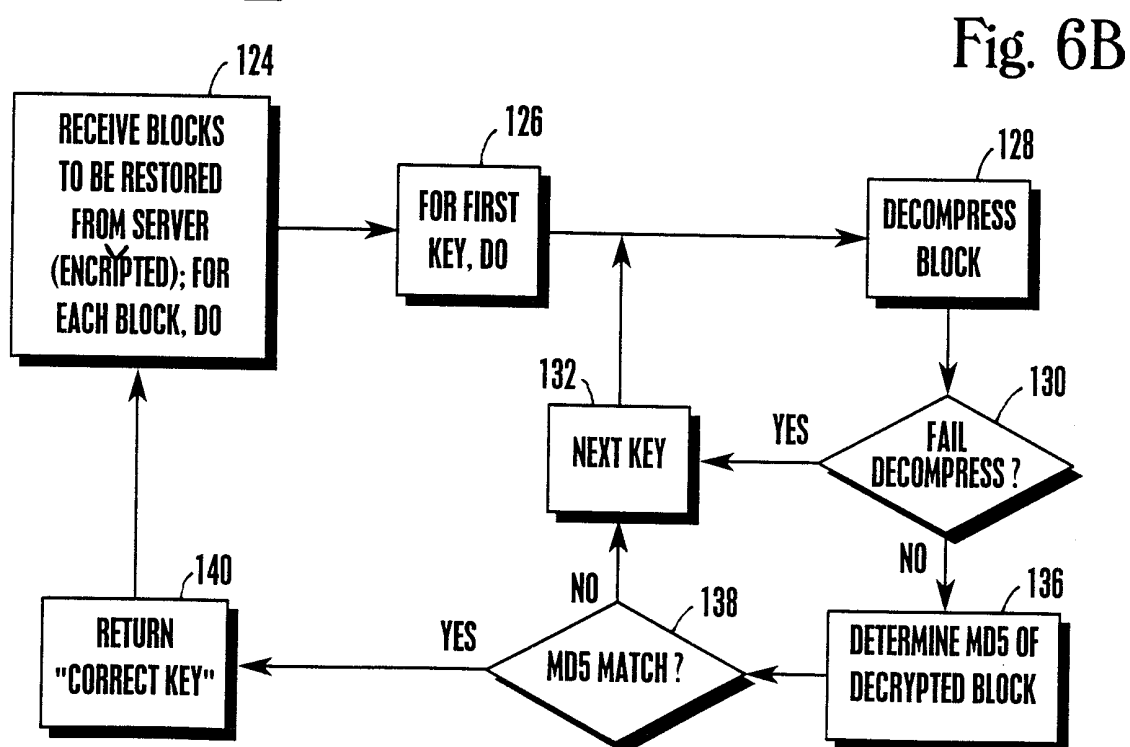 Fig. 6B
124
RECEIVE BLOCKS
TO BE RESTORED
FROM SERVER
(ENCRIPTED); FOR
EACH BLOCK, DO
126
FOR FIRST
KEY, DO
128
DECOMPRESS
BLOCK
130
FAIL
DECOMPRESS ?
YES
132
NEXT KEY
NO
136
DETERMINE MD5 OF
DECRYPTED BLOCK
138
MD5 MATCH ?
NO
YES
140
RETURN
"CORRECT KEY"